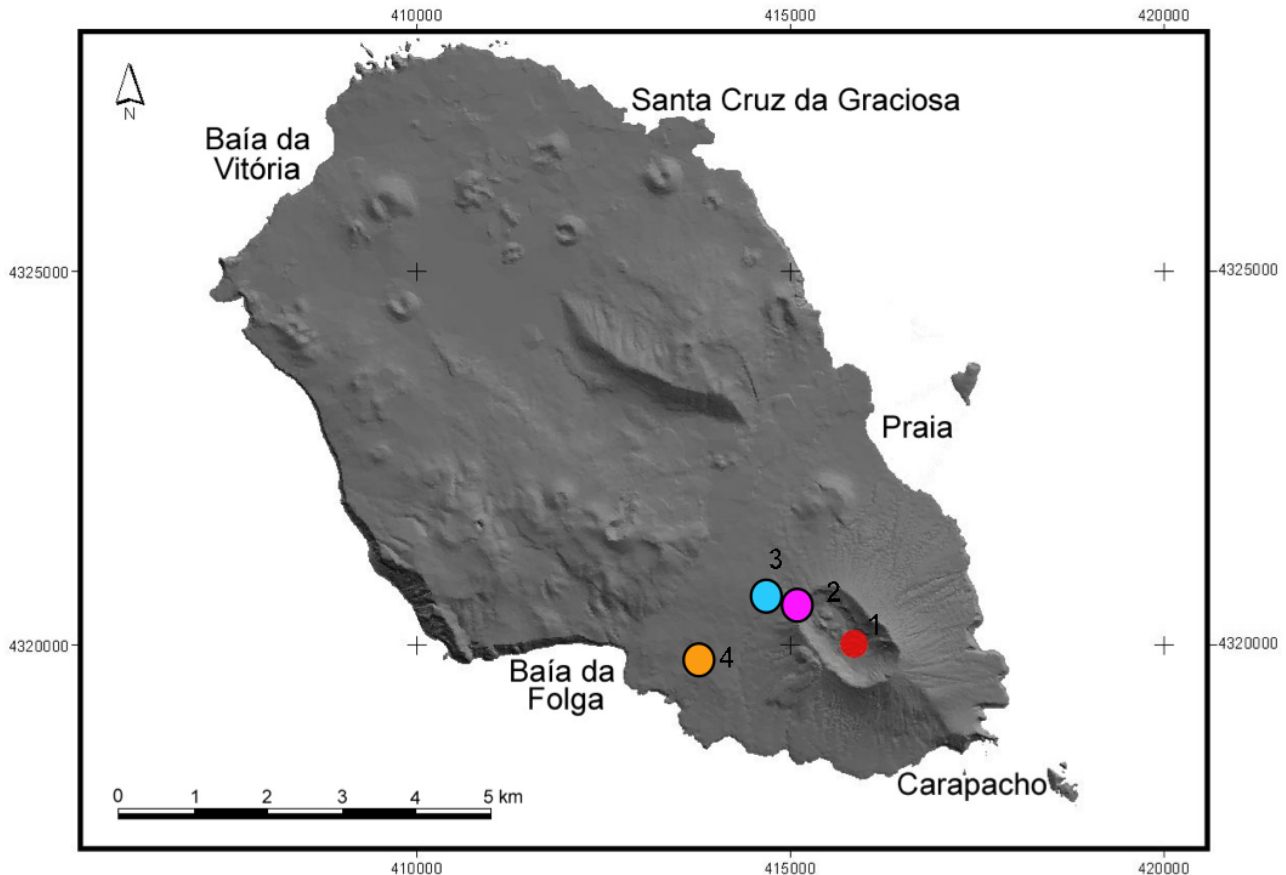 410000
415000
420000
N
Santa Cruz da Graciosa
Baía da
Vitória
4325000
4325000
Praia
3
2
1
4320000
4320000
4
Baía da
Folga
Carapacho
0 1 2 3 4 5 km
410000
415000
420000